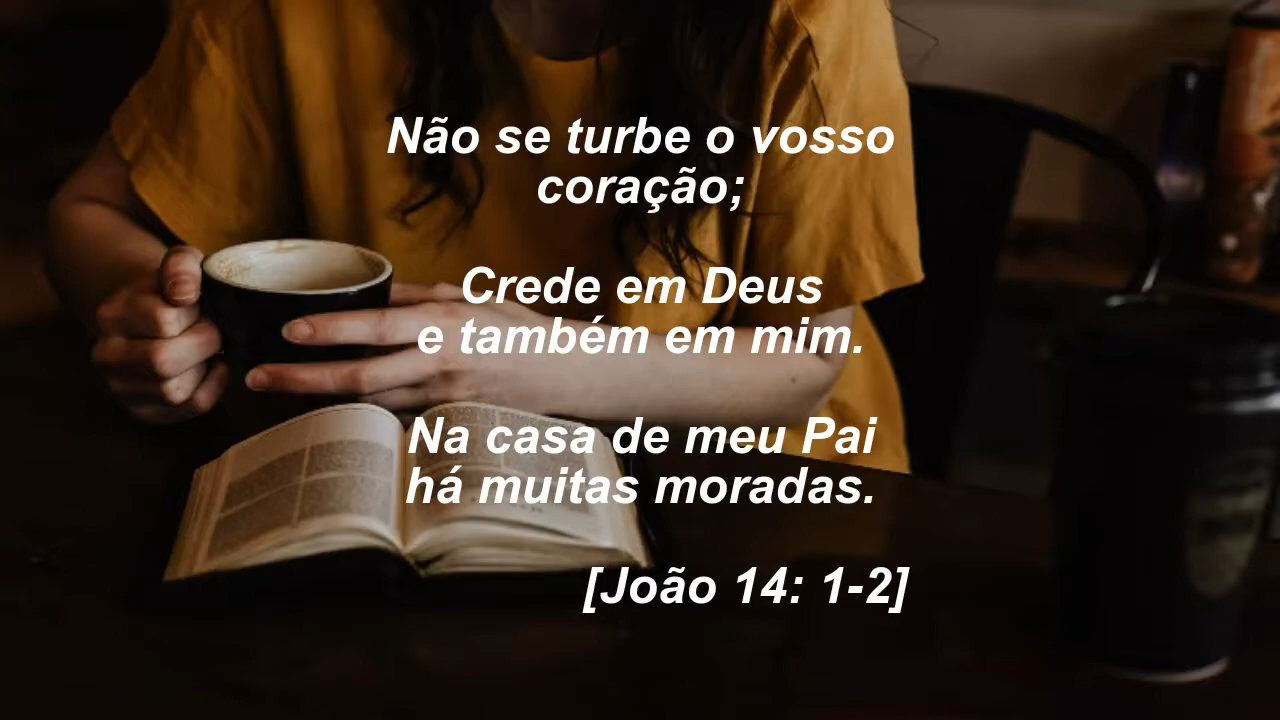 Não se turbe o vosso
coração;
Crede em Deus
e também em mim.
Na casa de meu Pai
há muitas moradas.
[João 14: 1-2]